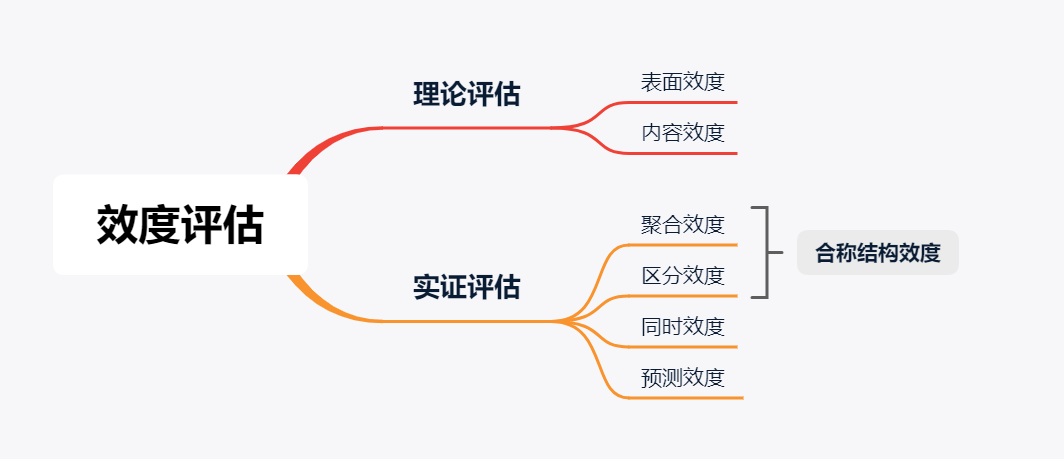 效度评估
理论评估
表面效度
内容效度
实证评估
聚合效度
区分效度
同时效度
预测效度
合称结构效度